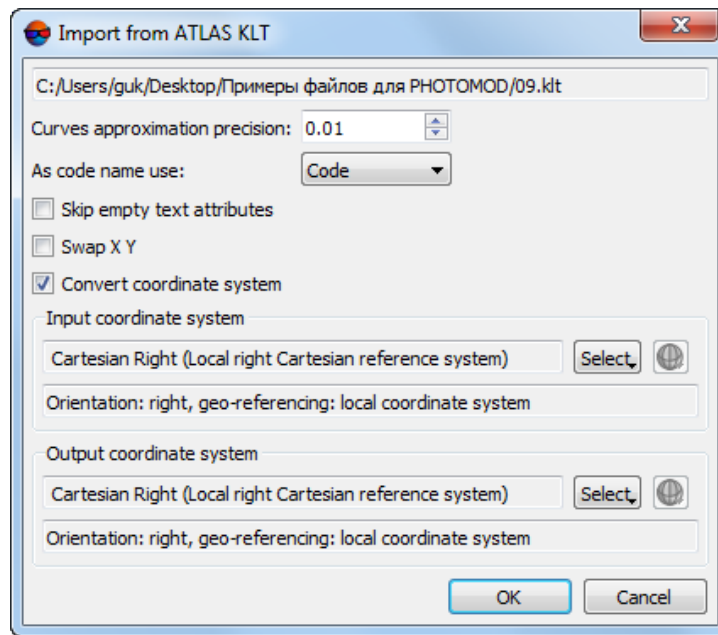 Import from ATLAS KLT
C:/Users/guk/Desktop/Примеры файлов для PHOTOMOD/09.klt
Curves approximation precision: 0.01
As code name use: Code
Skip empty text attributes
Swap X Y
Convert coordinate system
Input coordinate system
Cartesian Right (Local right Cartesian reference system) Select
Orientation: right, geo-referencing: local coordinate system
Output coordinate system
Cartesian Right (Local right Cartesian reference system) Select
Orientation: right, geo-referencing: local coordinate system
OK Cancel